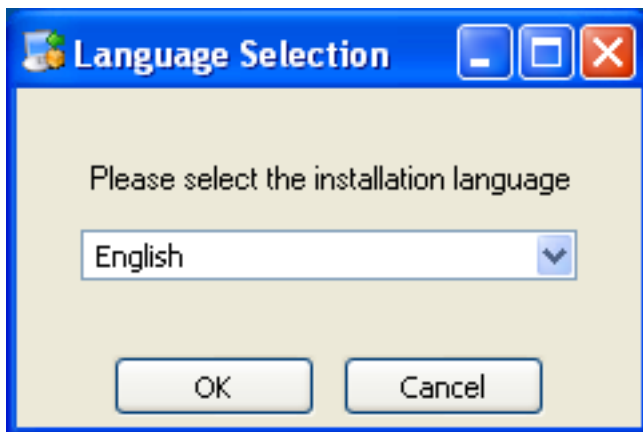 Language Selection
Please select the installation language
English
OK
Cancel